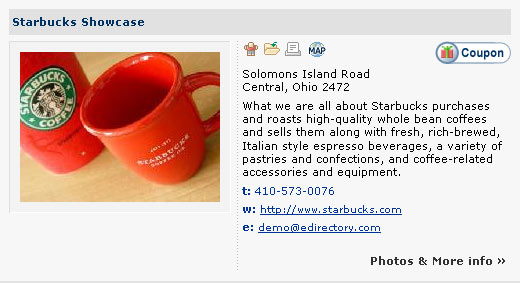 Starbucks Showcase
STARBUCKS
COFFEE
STARBUCKS
MAP
Coupon
Solomons Island Road
Central, Ohio 2472
What we are all about Starbucks purchases
and roasts high-quality whole bean coffees
and sells them along with fresh, rich-brewed,
Italian style espresso beverages, a variety of
pastries and confections, and coffee-related
accessories and equipment.
t: 410-573-0076
w: http://www.starbucks.com
e: demo@edirectory.com
Photos & More info »